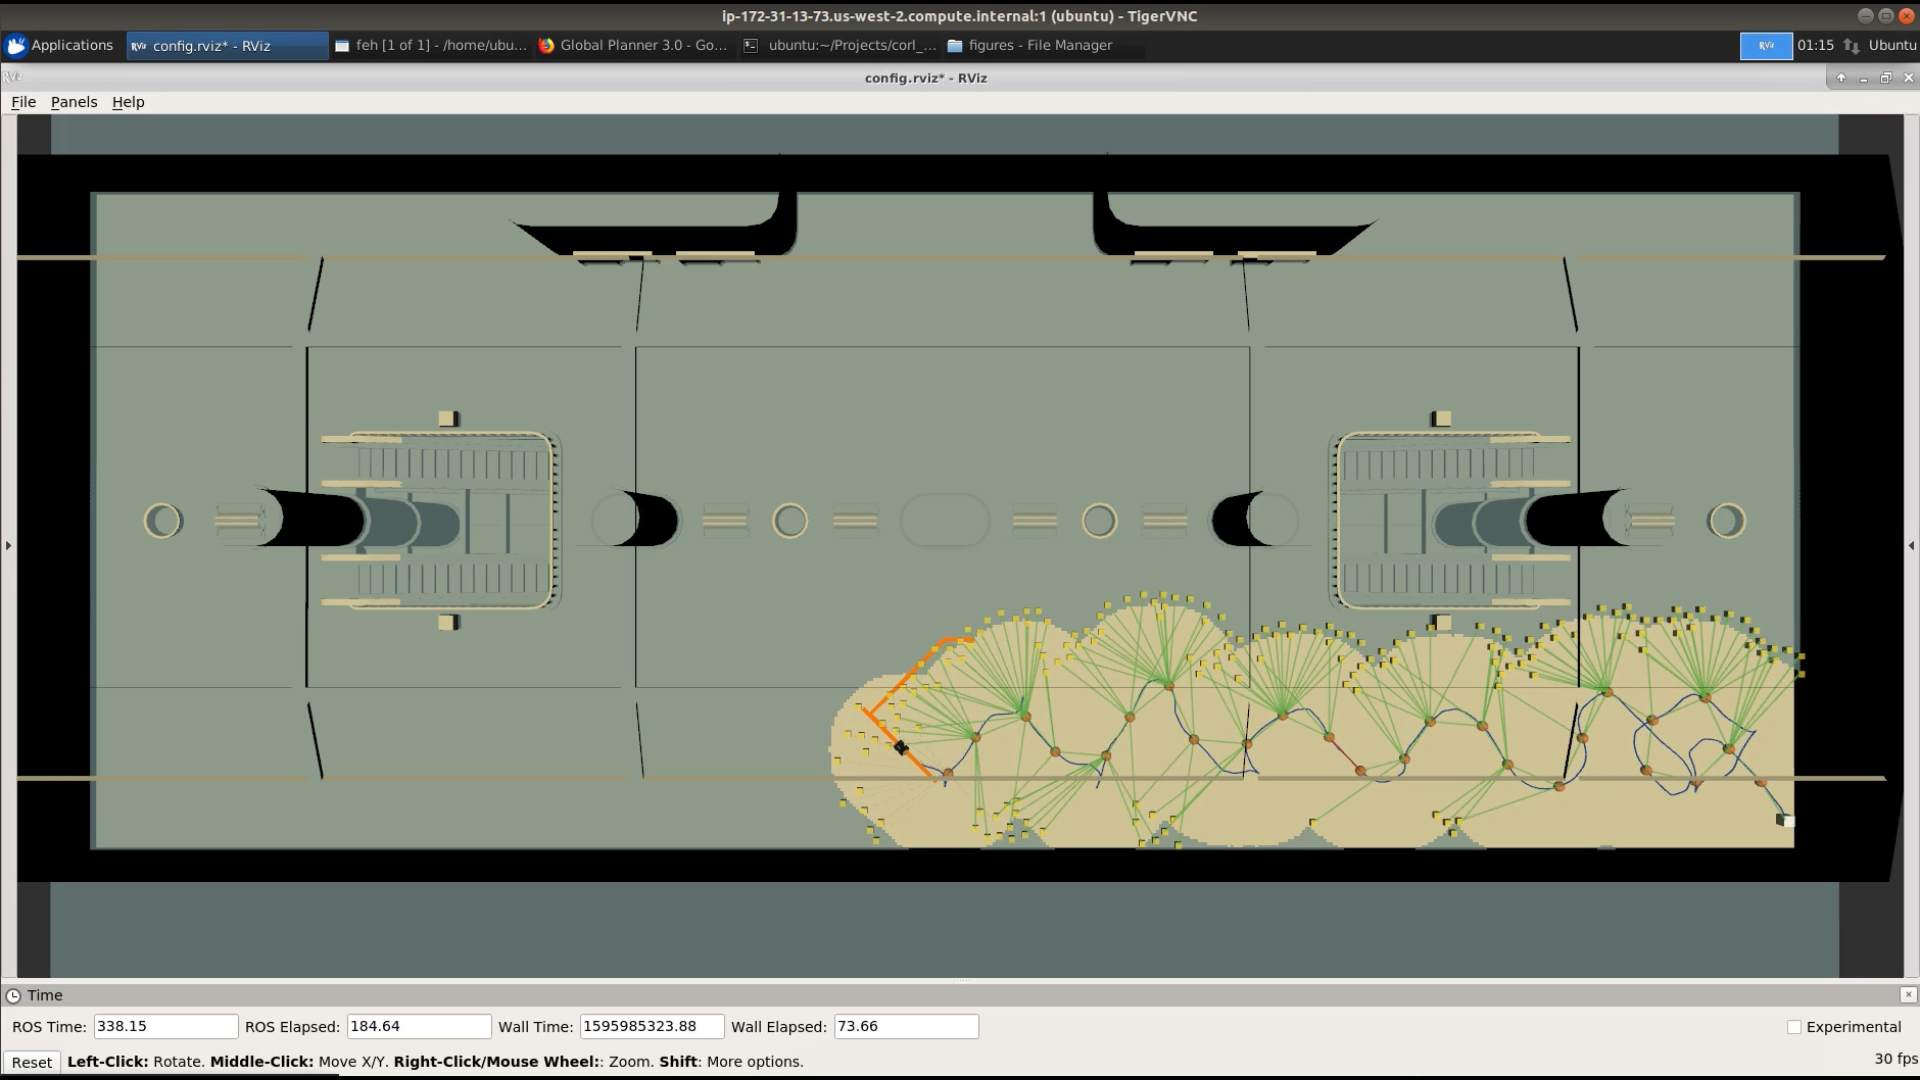 ip-172-31-13-73.us-west-2.compute.internal:1 (ubuntu) - TigerVNC
Applications RViz config.rviz* - RViz feh [1 of 1] - /home/ubu... Global Planner 3.0 - Go... ubuntu:~/Projects/corl_... figures - File Manager RViz 01:15 Ubuntu
RViz config.rviz* - RViz
File Panels Help
Time
ROS Time: 338.15 ROS Elapsed: 184.64 Wall Time: 1595985323.88 Wall Elapsed: 73.66 Experimental
Reset Left-Click: Rotate. Middle-Click: Move X/Y. Right-Click/Mouse Wheel:: Zoom. Shift: More options. 30 fps